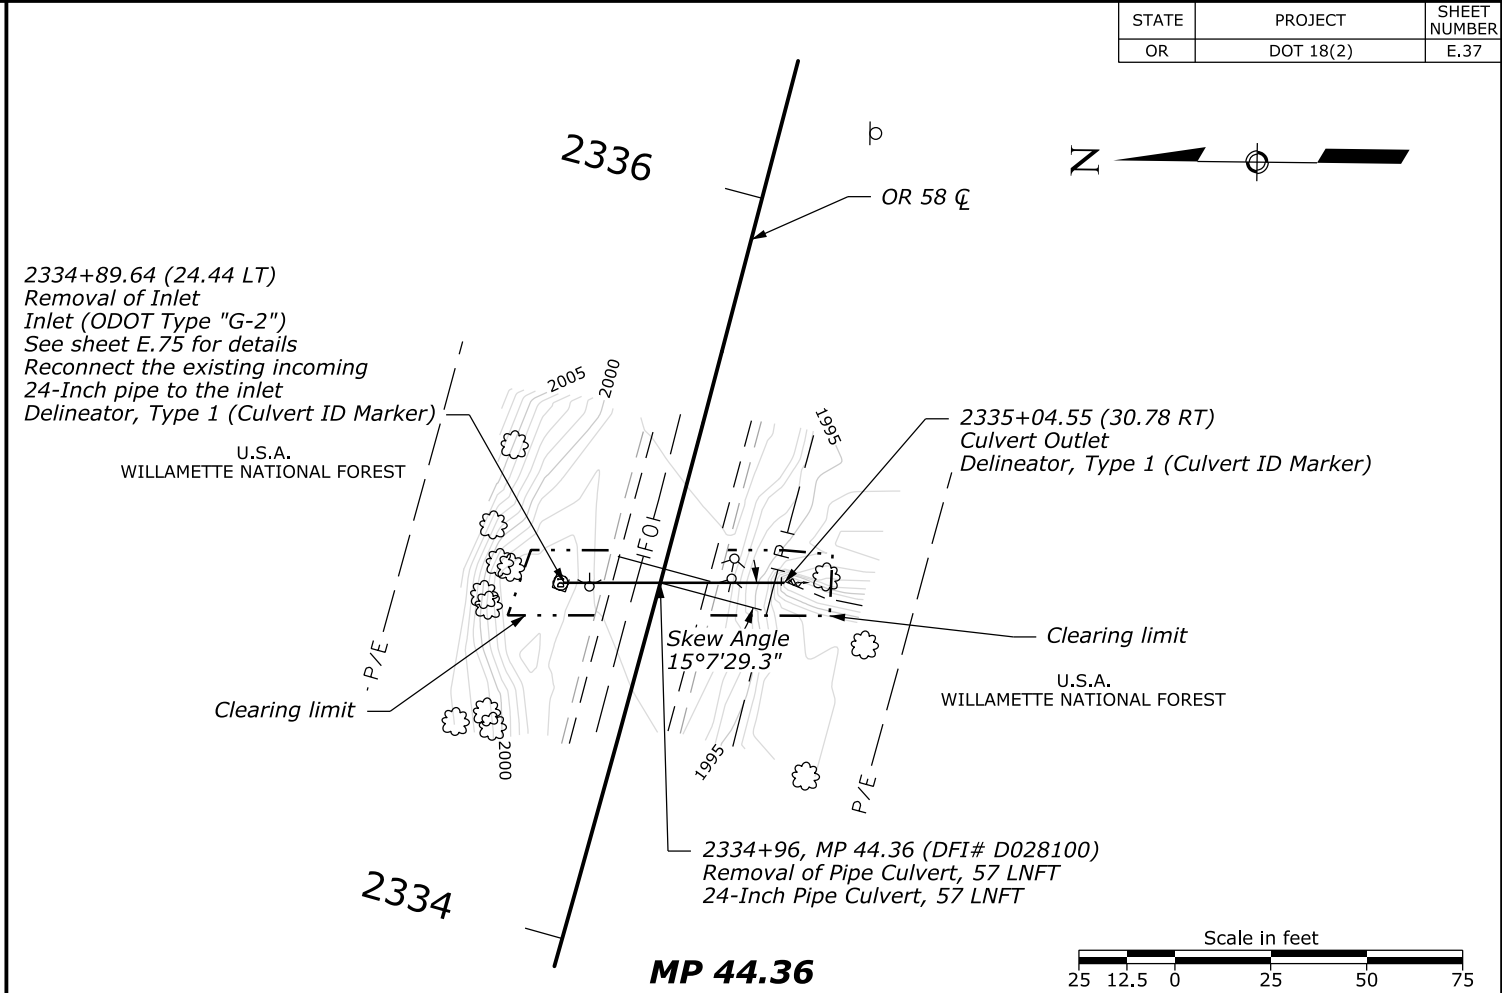 STATE PROJECT SHEET NUMBER
OR DOT 18(2) E.37
2336
OR 58 ℄
N
2334+89.64 (24.44 LT)
Removal of Inlet
Inlet (ODOT Type "G-2")
See sheet E.75 for details
Reconnect the existing incoming
24-Inch pipe to the inlet
Delineator, Type 1 (Culvert ID Marker)
U.S.A.
WILLAMETTE NATIONAL FOREST
2005
2000
1995
2335+04.55 (30.78 RT)
Culvert Outlet
Delineator, Type 1 (Culvert ID Marker)
Skew Angle
15°7'29.3"
Clearing limit
U.S.A.
WILLAMETTE NATIONAL FOREST
P/E
Clearing limit
2000
1995
P/E
2334+96, MP 44.36 (DFI# D028100)
Removal of Pipe Culvert, 57 LNFT
24-Inch Pipe Culvert, 57 LNFT
2334
MP 44.36
Scale in feet
25 12.5 0 25 50 75